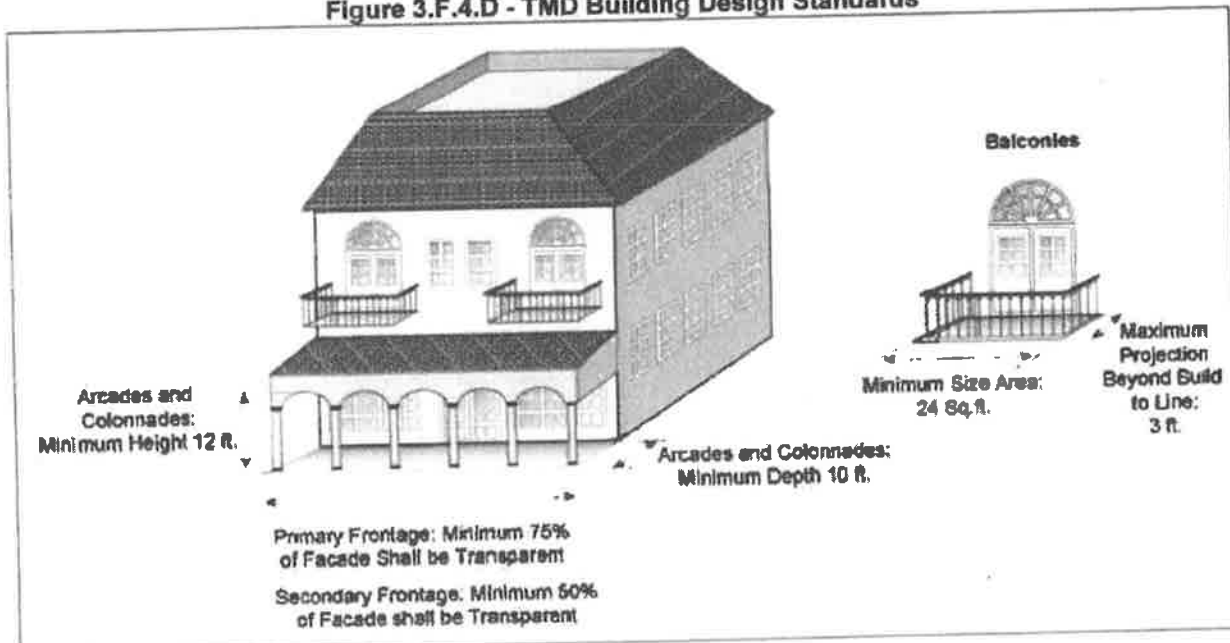 Figure 3.F.4.D - TMD Building Design Standards
Balconies
Arcades and
Colonnades:
Minimum Height 12 ft.
Maximum
Projection
Beyond Build
to Line:
3 ft.
Minimum Size Area:
24 Sq.ft.
Arcades and Colonnades:
Minimum Depth 10 ft.
Primary Frontage: Minimum 75%
of Facade Shall be Transparent
Secondary Frontage: Minimum 50%
of Facade shall be Transparent